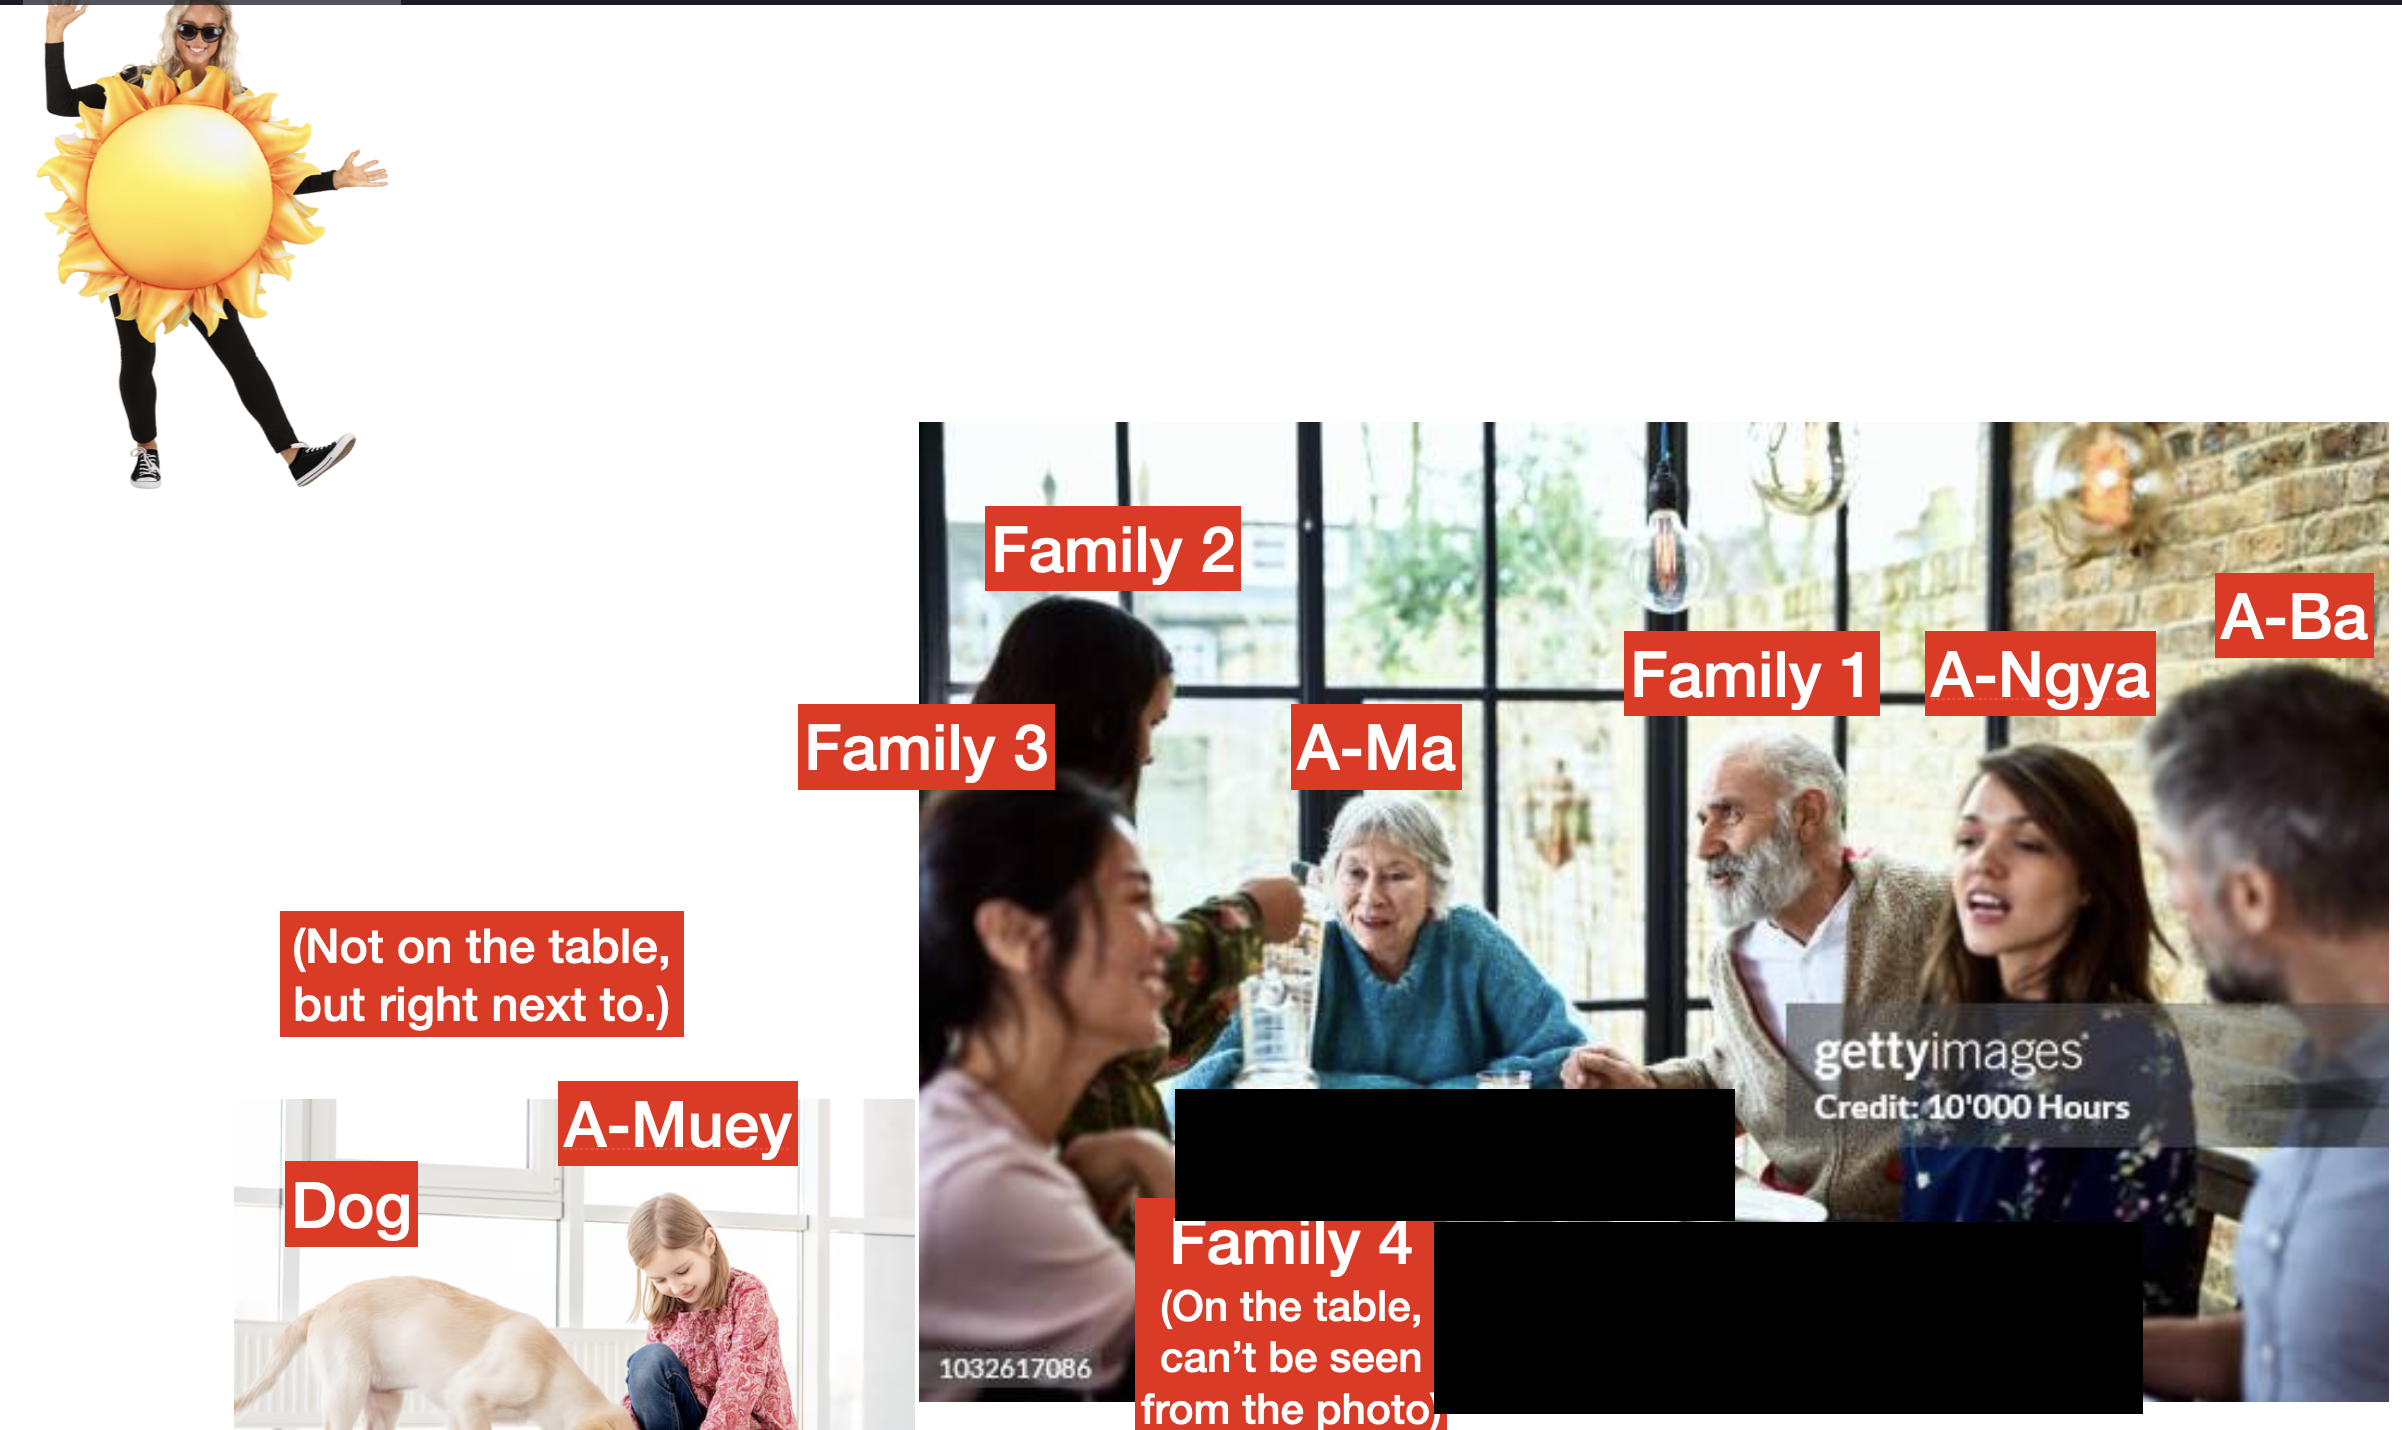 Family 2
A-Ba
Family 1
A-Ngya
Family 3
A-Ma
(Not on the table,
but right next to.)
gettyimages
Credit: 10'000 Hours
A-Muey
Dog
Family 4
(On the table,
can't be seen
from the photo)
1032617086